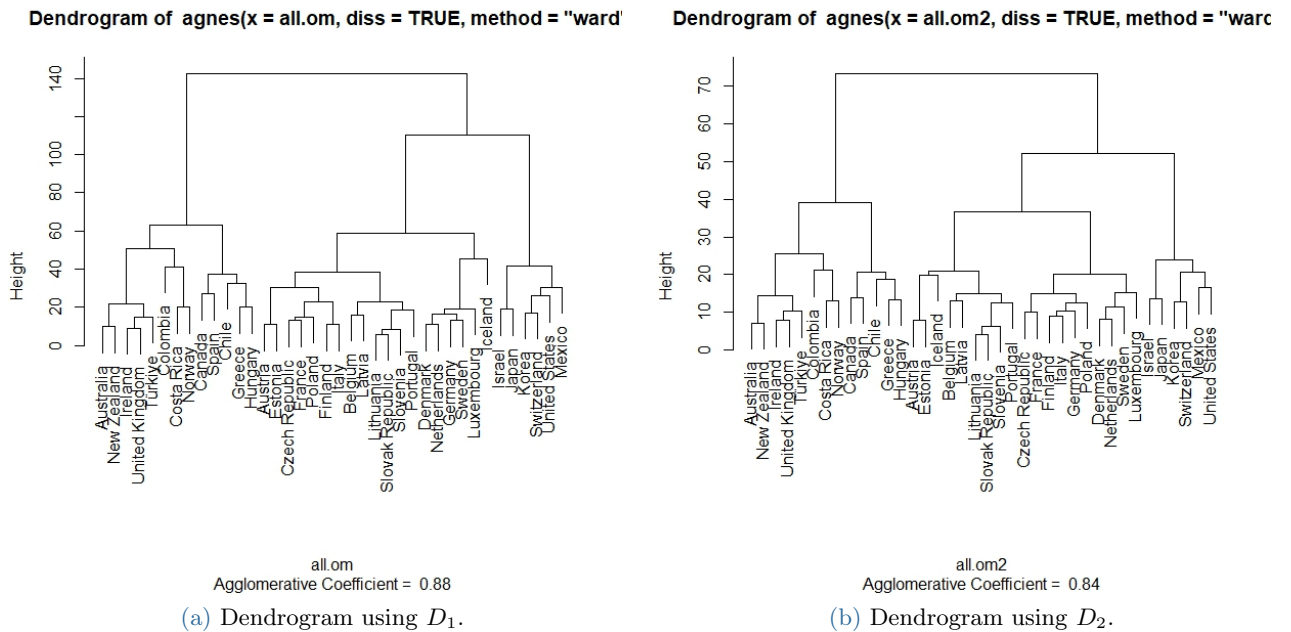 Dendrogram of agnes(x = all.om, diss = TRUE, method = "ward"
Height
0
20
40
60
80
100
140
Australia
New Zealand
Ireland
United Kingdom
Türkiye
Colombia
Costa Rica
Norway
Canada
Spain
Chile
Greece
Hungary
Austria
Estonia
Czech Republic
France
Poland
Finland
Italy
Belgium
Latvia
Lithuania
Slovak Republic
Slovenia
Portugal
Denmark
Netherlands
Germany
Sweden
Luxembourg
Iceland
Israel
Japan
Korea
Switzerland
United States
Mexico
all.om
Agglomerative Coefficient = 0.88
(a) Dendrogram using D₁.
Dendrogram of agnes(x = all.om2, diss = TRUE, method = "ward
Height
0
10
20
30
40
50
60
70
Australia
New Zealand
Ireland
United Kingdom
Türkiye
Colombia
Costa Rica
Norway
Canada
Spain
Chile
Greece
Hungary
Austria
Estonia
Iceland
Belgium
Latvia
Lithuania
Slovak Republic
Slovenia
Portugal
Czech Republic
France
Finland
Italy
Germany
Poland
Denmark
Netherlands
Sweden
Luxembourg
Israel
Japan
Korea
Switzerland
Mexico
United States
all.om2
Agglomerative Coefficient = 0.84
(b) Dendrogram using D₂.